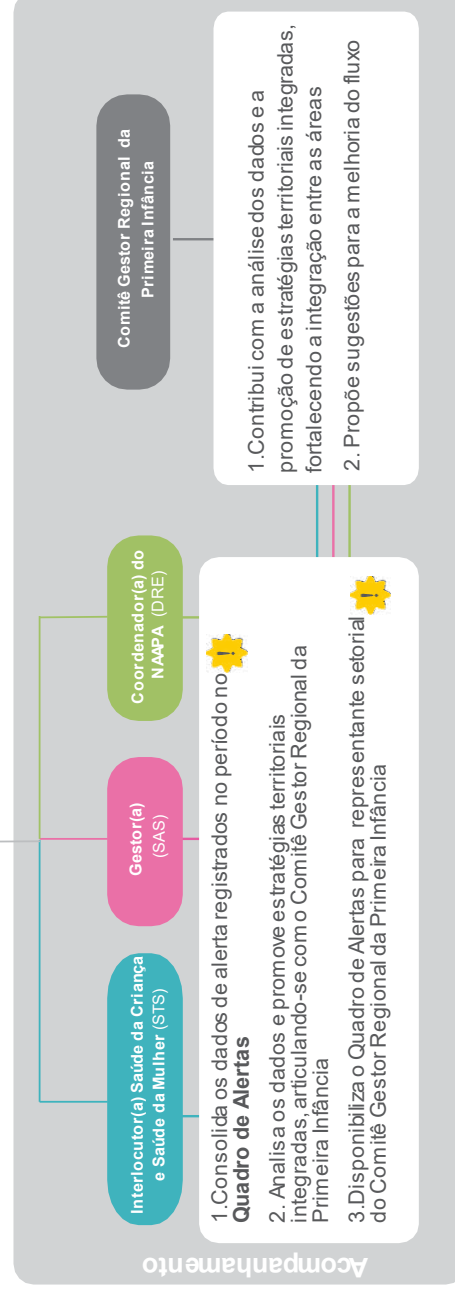 Acompanhamento
Interlocutor(a) Saúde da Criança
e Saúde da Mulher (STS)
Gestor(a)
(SAS)
Coordenador(a) do
NAAPA (DRE)
Comitê Gestor Regional da
Primeira Infância
1.Consolida os dados de alerta registrados no período no
Quadro de Alertas
2. Analisa os dados e promove estratégias territoriais
integradas, articulando-se com o Comitê Gestor Regional da
Primeira Infância
3.Disponibiliza o Quadro de Alertas para representante setorial
do Comitê Gestor Regional da Primeira Infância
1.Contribui com a análise dos dados e a
promoção de estratégias territoriais integradas,
fortalecendo a integração entre as áreas
2. Propõe sugestões para a melhoria do fluxo